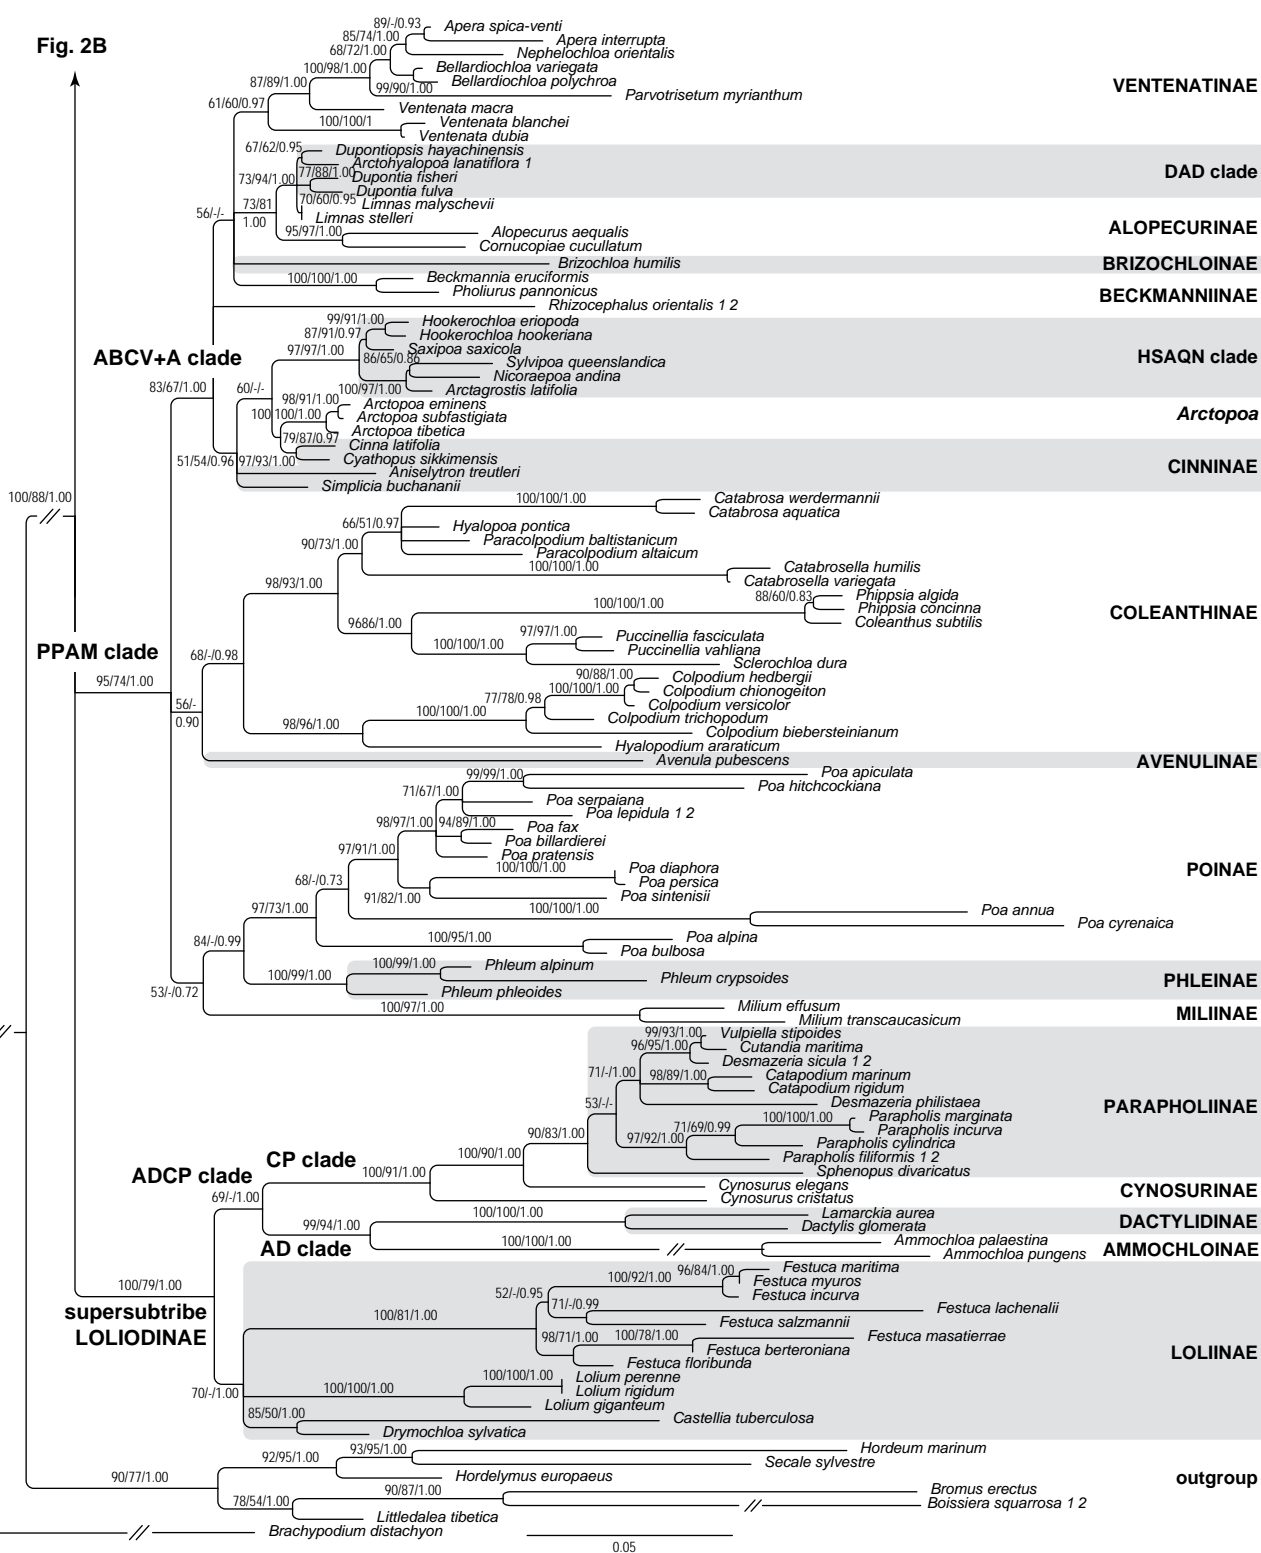 Fig. 2B
89/-/0.93
Apera spica-venti
85/74/1.00
Apera interrupta
68/72/1.00
Nephelochloa orientalis
100/98/1.00
Bellardiochloa variegata
87/89/1.00
Bellardiochloa polychroa
VENTENATINAE
99/90/1.00
Parvotrisetum myrianthum
61/60/0.97
Ventenata macra
100/100/1
Ventenata blanchei
Ventenata dubia
67/62/0.95
Dupontiopsis hayachinensis
Arctohyalopoa lanatiflora 1
77/88/1.00
DAD clade
73/94/1.00
Dupontia fisheri
Dupontia fulva
70/60/0.95
73/81
1.00
Limnas malyschevii
56/-/-
Limnas stelleri
ALOPECURINAE
95/97/1.00
Alopecurus aequalis
Cornucopiae cucullatum
Brizochloa humilis
BRIZOCHLOINAE
100/100/1.00
Beckmannia eruciformis
Pholiurus pannonicus
BECKMANNIINAE
Rhizocephalus orientalis 1 2
99/91/1.00
Hookerochloa eriopoda
87/91/0.97
Hookerochloa hookeriana
97/97/1.00
Saxipoa saxicola
ABCV+A clade
86/65/0.86
Sylvipoa queenslandica
HSAQN clade
Nicoraepoa andina
83/67/1.00
60/-/-
100/97/1.00
Arctagrostis latifolia
98/91/1.00
Arctopoa eminens
100 100/1.00
Arctopoa subfastigiata
Arctopoa
Arctopoa tibetica
79/87/0.97
Cinna latifolia
51/54/0.96
97/93/1.00
Cyathopus sikkimensis
CINNINAE
Aniselytron treutleri
Simplicia buchananii
100/88/1.00
100/100/1.00
Catabrosa werdermannii
Catabrosa aquatica
66/51/0.97
Hyalopoa pontica
90/73/1.00
Paracolpodium baltistanicum
Paracolpodium altaicum
100/100/1.00
Catabrosella humilis
98/93/1.00
Catabrosella variegata
88/60/0.83
Phippsia algida
100/100/1.00
Phippsia concinna
COLEANTHINAE
Coleanthus subtilis
9686/1.00
97/97/1.00
Puccinellia fasciculata
100/100/1.00
Puccinellia vahliana
PPAM clade
68/-/0.98
Sclerochloa dura
95/74/1.00
90/88/1.00
Colpodium hedbergii
100/100/1.00
Colpodium chionogeiton
77/78/0.98
Colpodium versicolor
56/-
0.90
100/100/1.00
Colpodium trichopodum
98/96/1.00
Colpodium biebersteinianum
Hyalopodium araraticum
Avenula pubescens
AVENULINAE
99/99/1.00
Poa apiculata
Poa hitchcockiana
71/67/1.00
Poa serpaiana
Poa lepidula 1 2
98/97/1.00
94/89/1.00
Poa fax
Poa billardierei
97/91/1.00
Poa pratensis
100/100/1.00
Poa diaphora
POINAE
68/-/0.73
Poa persica
91/82/1.00
Poa sintenisii
97/73/1.00
100/100/1.00
Poa annua
Poa cyrenaica
84/-/0.99
100/95/1.00
Poa alpina
Poa bulbosa
100/99/1.00
Phleum alpinum
100/99/1.00
Phleum crypsoides
PHLEINAE
53/-/0.72
Phleum phleoides
100/97/1.00
Milium effusum
MILIINAE
Milium transcaucasicum
99/93/1.00
Vulpiella stipoides
96/95/1.00
Cutandia maritima
Desmazeria sicula 1 2
71/-/1.00
98/89/1.00
Catapodium marinum
Catapodium rigidum
53/-/-
Desmazeria philistaea
PARAPHOLIINAE
100/100/1.00
Parapholis marginata
71/69/0.99
Parapholis incurva
90/83/1.00
97/92/1.00
Parapholis cylindrica
CP clade
Parapholis filiformis 1 2
100/90/1.00
ADCP clade
100/91/1.00
Sphenopus divaricatus
Cynosurus elegans
69/-/1.00
Cynosurus cristatus
CYNOSURINAE
99/94/1.00
100/100/1.00
Lamarckia aurea
Dactylis glomerata
DACTYLIDINAE
AD clade
100/100/1.00
Ammochloa palaestina
Ammochloa pungens
AMMOCHLOINAE
96/84/1.00
Festuca maritima
100/79/1.00
100/92/1.00
Festuca myuros
52/-/0.95
Festuca incurva
supersubtribe
LOLIODINAE
100/81/1.00
71/-/0.99
Festuca lachenalii
Festuca salzmannii
98/71/1.00
100/78/1.00
Festuca masatierrae
Festuca berteroniana
LOLIINAE
Festuca floribunda
100/100/1.00
Lolium perenne
70/-/1.00
100/100/1.00
Lolium rigidum
Lolium giganteum
85/50/1.00
Castellia tuberculosa
Drymochloa sylvatica
93/95/1.00
Hordeum marinum
92/95/1.00
Secale sylvestre
90/77/1.00
Hordelymus europaeus
outgroup
90/87/1.00
Bromus erectus
78/54/1.00
Boissiera squarrosa 1 2
Littledalea tibetica
Brachypodium distachyon
0.05